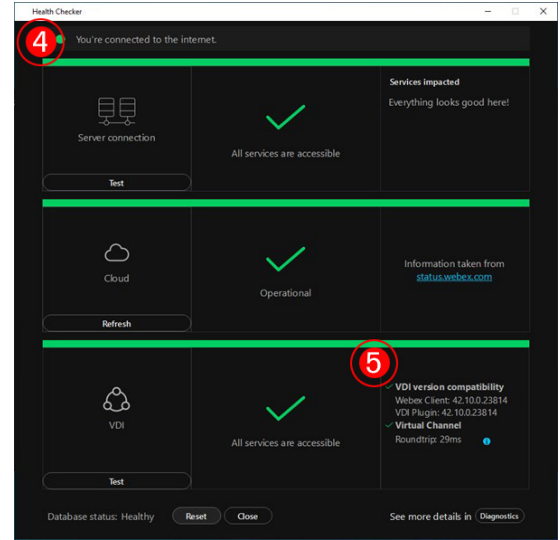 Health Checker
4
You're connected to the internet.
Services impacted
Everything looks good here!
Server connection
All services are accessible
Test
Cloud
Operational
Information taken from
status.webex.com
Refresh
5
VDI version compatibility
Webex Client: 42.10.0.23814
VDI Plugin: 42.10.0.23814
Virtual Channel
Roundtrip: 29ms
VDI
All services are accessible
Test
Database status: Healthy
Reset
Close
See more details in Diagnostics